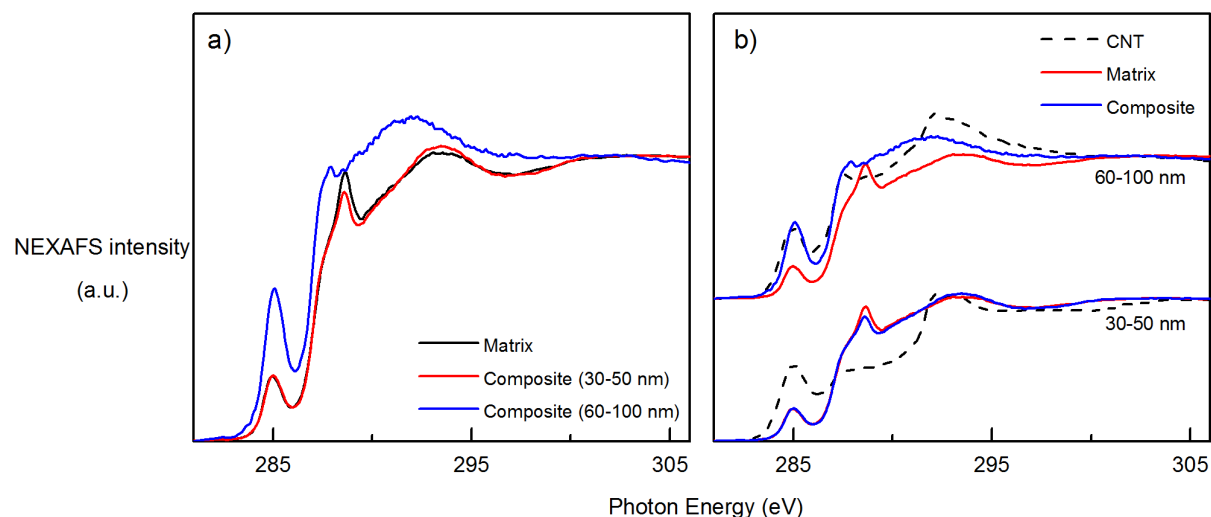 a)
NEXAFS intensity
(a.u.)
Matrix
Composite (30-50 nm)
Composite (60-100 nm)
285
295
305
b)
CNT
Matrix
Composite
60-100 nm
30-50 nm
285
295
305
Photon Energy (eV)